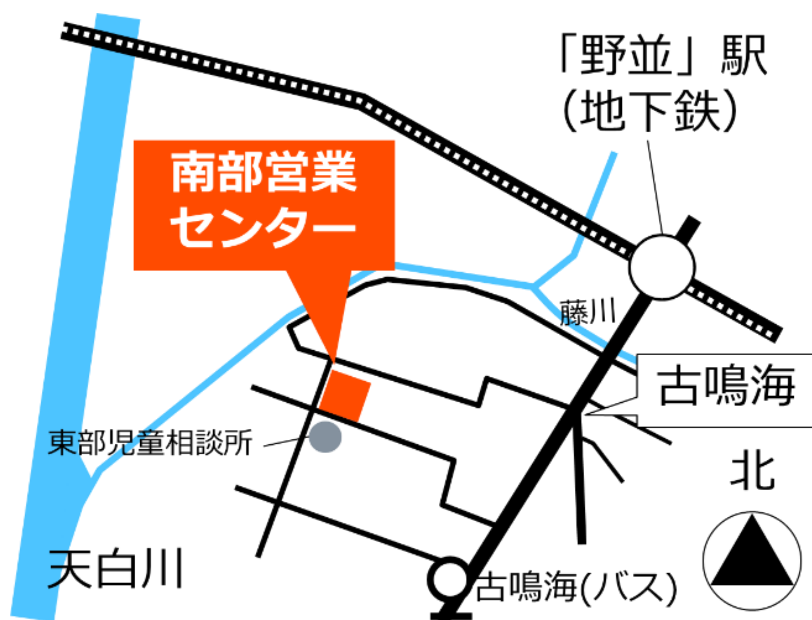 「野並」駅
（地下鉄）
南部営業
センター
藤川
古鳴海
東部児童相談所
北
天白川
古鳴海(バス)